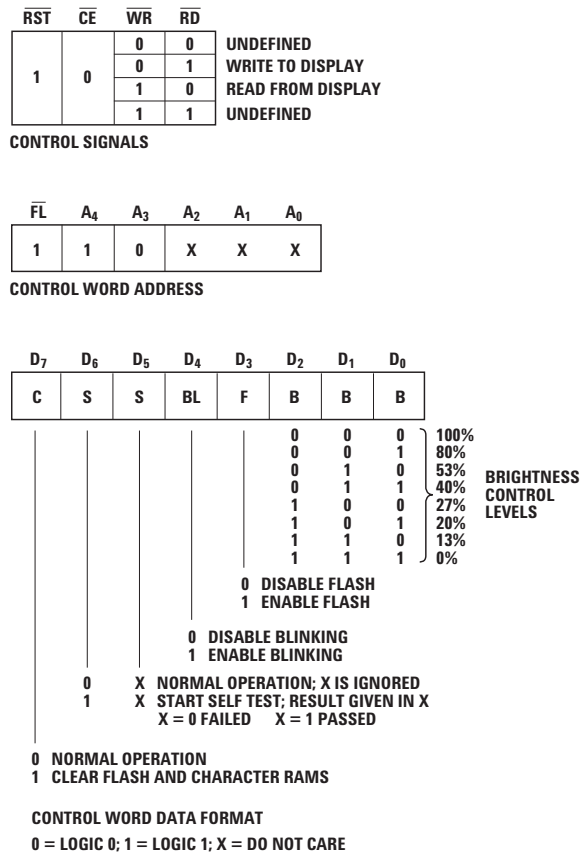 RST CE WR RD
0 0 UNDEFINED
0 1 WRITE TO DISPLAY
1 0
1 0 READ FROM DISPLAY
1 1 UNDEFINED
CONTROL SIGNALS
FL A4 A3 A2 A1 A0
1 1 0 X X X
CONTROL WORD ADDRESS
D7 D6 D5 D4 D3 D2 D1 D0
C S S BL F B B B
0 0 0 100%
0 0 1 80%
0 1 0 53%
0 1 1 40%
1 0 0 27%
1 0 1 20%
1 1 0 13%
1 1 1 0%
BRIGHTNESS
CONTROL
LEVELS
0 DISABLE FLASH
1 ENABLE FLASH
0 DISABLE BLINKING
1 ENABLE BLINKING
0 X NORMAL OPERATION; X IS IGNORED
1 X START SELF TEST; RESULT GIVEN IN X
X = 0 FAILED X = 1 PASSED
0 NORMAL OPERATION
1 CLEAR FLASH AND CHARACTER RAMS
CONTROL WORD DATA FORMAT
0 = LOGIC 0; 1 = LOGIC 1; X = DO NOT CARE